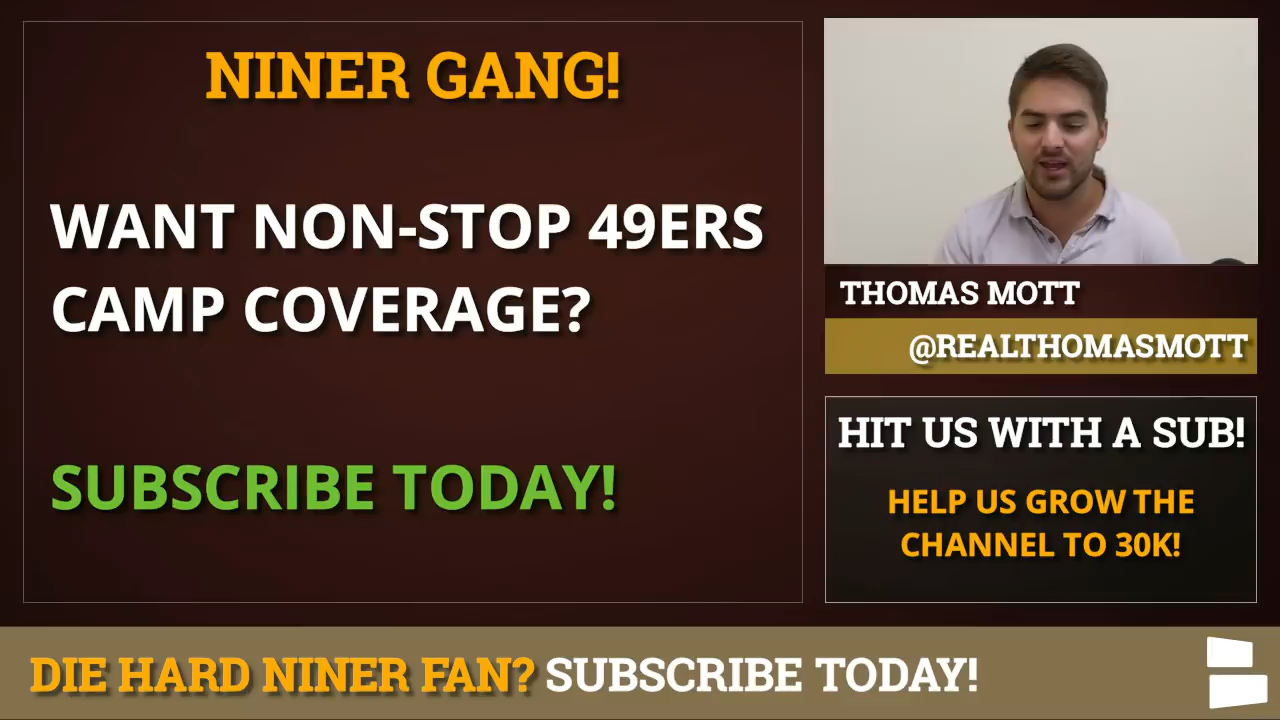 NINER GANG!
WANT NON-STOP 49ERS
CAMP COVERAGE?
SUBSCRIBE TODAY!
THOMAS MOTT
@REALTHOMASMOTT
HIT US WITH A SUB!
HELP US GROW THE
CHANNEL TO 30K!
DIE HARD NINER FAN? SUBSCRIBE TODAY!